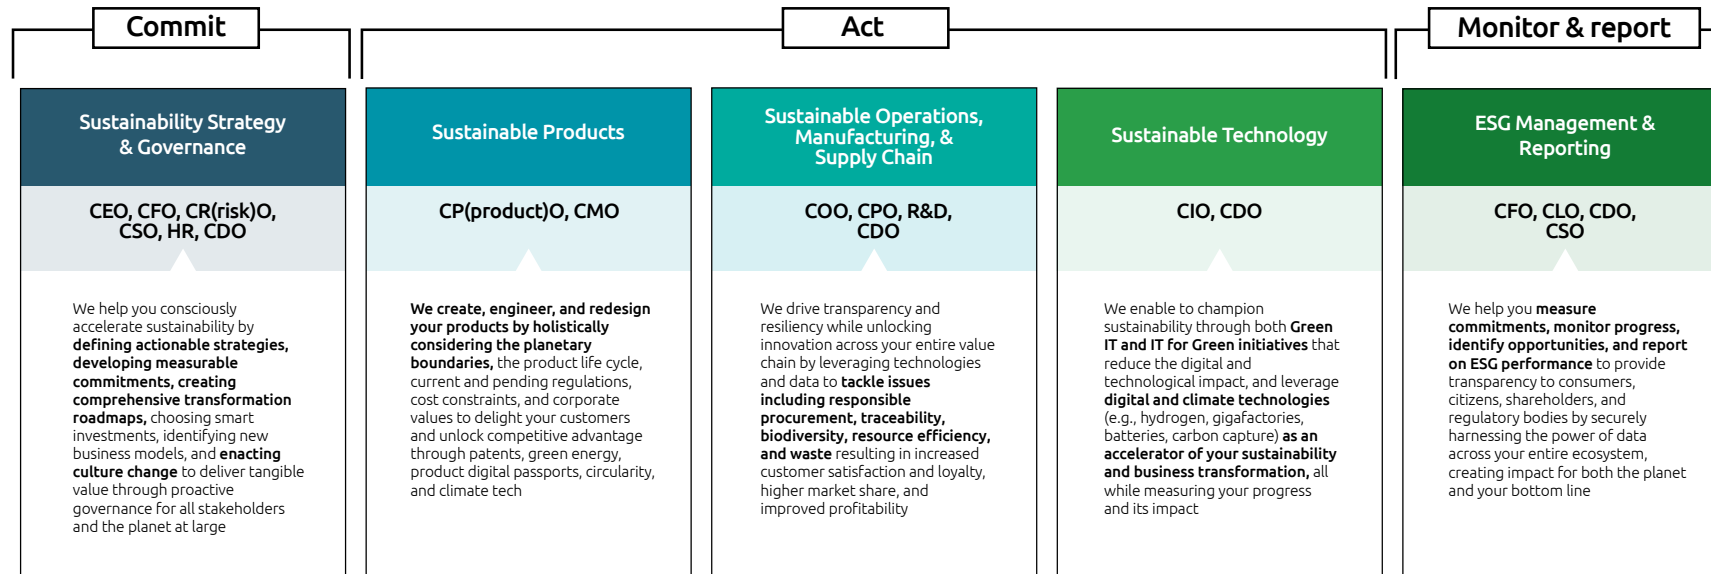 Commit
Act
Monitor & report
Sustainability Strategy
& Governance
CEO, CFO, CR(risk)O,
CSO, HR, CDO
We help you consciously
accelerate sustainability by
defining actionable strategies,
developing measurable
commitments, creating
comprehensive transformation
roadmaps, choosing smart
investments, identifying new
business models, and enacting
culture change to deliver tangible
value through proactive
governance for all stakeholders
and the planet at large
Sustainable Products
CP(product)O, CMO
We create, engineer, and redesign
your products by holistically
considering the planetary
boundaries, the product life cycle,
current and pending regulations,
cost constraints, and corporate
values to delight your customers
and unlock competitive advantage
through patents, green energy,
product digital passports, circularity,
and climate tech
Sustainable Operations,
Manufacturing, &
Supply Chain
COO, CPO, R&D,
CDO
We drive transparency and
resiliency while unlocking
innovation across your entire value
chain by leveraging technologies
and data to tackle issues
including responsible
procurement, traceability,
biodiversity, resource efficiency,
and waste resulting in increased
customer satisfaction and loyalty,
higher market share, and
improved profitability
Sustainable Technology
CIO, CDO
We enable to champion
sustainability through both Green
IT and IT for Green initiatives that
reduce the digital and
technological impact, and leverage
digital and climate technologies
(e.g., hydrogen, gigafactories,
batteries, carbon capture) as an
accelerator of your sustainability
and business transformation, all
while measuring your progress
and its impact
ESG Management &
Reporting
CFO, CLO, CDO,
CSO
We help you measure
commitments, monitor progress,
identify opportunities, and report
on ESG performance to provide
transparency to consumers,
citizens, shareholders, and
regulatory bodies by securely
harnessing the power of data
across your entire ecosystem,
creating impact for both the planet
and your bottom line